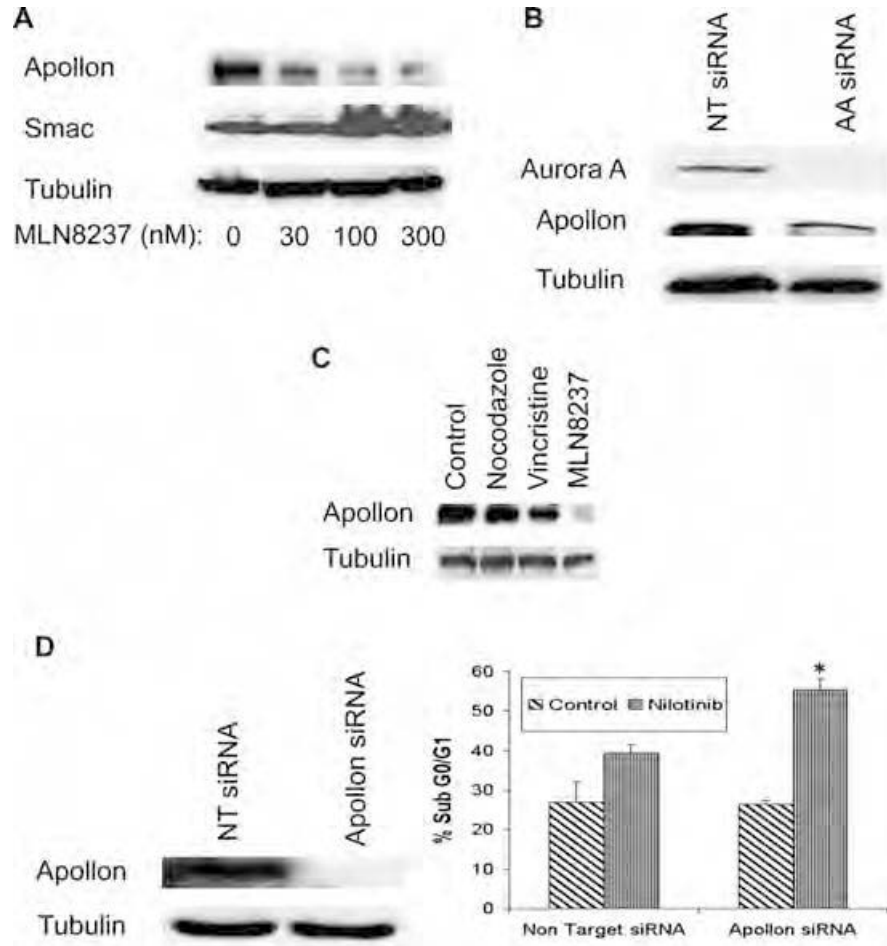 A
Apollon
Smac
Tubulin
MLN8237 (nM): 0 30 100 300
B
NT siRNA
AA siRNA
Aurora A
Apollon
Tubulin
C
Control
Nocodazole
Vincristine
MLN8237
Apollon
Tubulin
D
NT siRNA
Apollon siRNA
Apollon
Tubulin
% Sub G0/G1
60
50
40
30
20
10
0
Control Nilotinib
*
Non Target siRNA Apollon siRNA